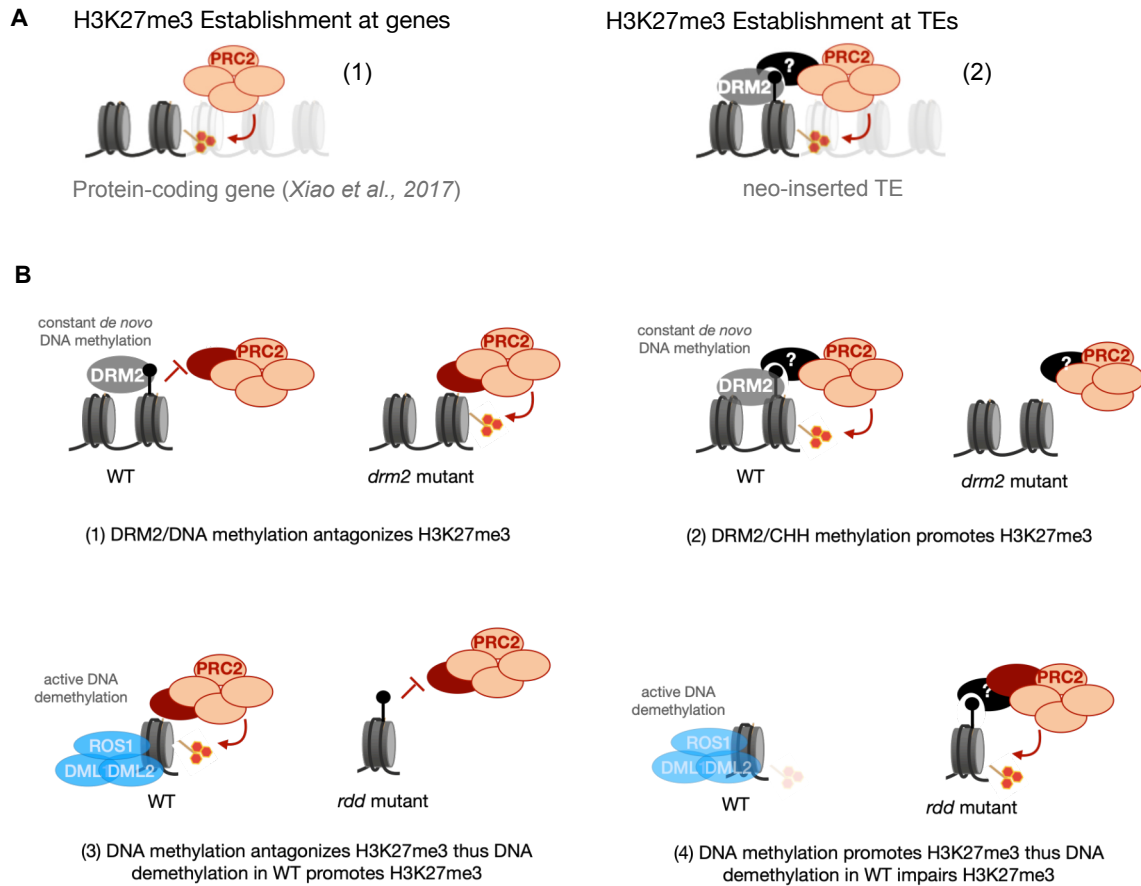 A
H3K27me3 Establishment at genes
H3K27me3 Establishment at TEs
PRC2
(1)
?
PRC2
DRM2
(2)
Protein-coding gene (Xiao et al., 2017)
neo-inserted TE
B
constant de novo
DNA methylation
PRC2
DRM2
WT
PRC2
drm2 mutant
constant de novo
DNA methylation
?
PRC2
DRM2
WT
?
PRC2
drm2 mutant
(1) DRM2/DNA methylation antagonizes H3K27me3
(2) DRM2/CHH methylation promotes H3K27me3
active DNA
demethylation
PRC2
ROS1
DML
DML2
WT
PRC2
rdd mutant
active DNA
demethylation
ROS1
DML
DML2
WT
?
PRC2
rdd mutant
(3) DNA methylation antagonizes H3K27me3 thus DNA
demethylation in WT promotes H3K27me3
(4) DNA methylation promotes H3K27me3 thus DNA
demethylation in WT impairs H3K27me3